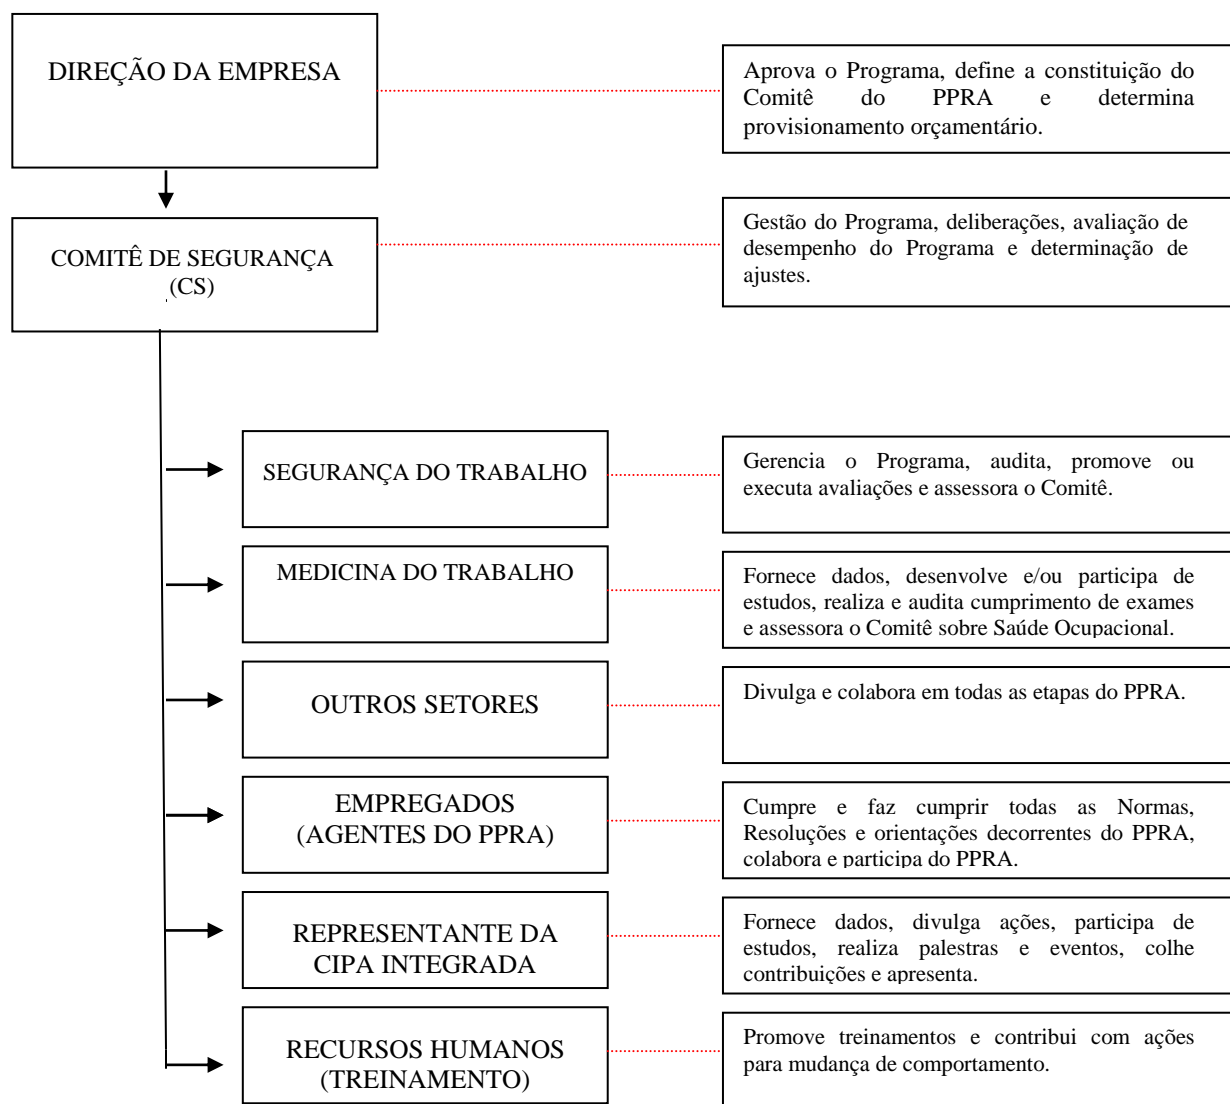 DIREÇÃO DA EMPRESA
Aprova o Programa, define a constituição do
Comitê do PPRA e determina
provisionamento orçamentário.
COMITÊ DE SEGURANÇA
(CS)
Gestão do Programa, deliberações, avaliação de
desempenho do Programa e determinação de
ajustes.
SEGURANÇA DO TRABALHO
Gerencia o Programa, audita, promove ou
executa avaliações e assessora o Comitê.
MEDICINA DO TRABALHO
Fornece dados, desenvolve e/ou participa de
estudos, realiza e audita cumprimento de exames
e assessora o Comitê sobre Saúde Ocupacional.
OUTROS SETORES
Divulga e colabora em todas as etapas do PPRA.
EMPREGADOS
(AGENTES DO PPRA)
Cumpre e faz cumprir todas as Normas,
Resoluções e orientações decorrentes do PPRA,
colabora e participa do PPRA.
REPRESENTANTE DA
CIPA INTEGRADA
Fornece dados, divulga ações, participa de
estudos, realiza palestras e eventos, colhe
contribuições e apresenta.
RECURSOS HUMANOS
(TREINAMENTO)
Promove treinamentos e contribui com ações
para mudança de comportamento.